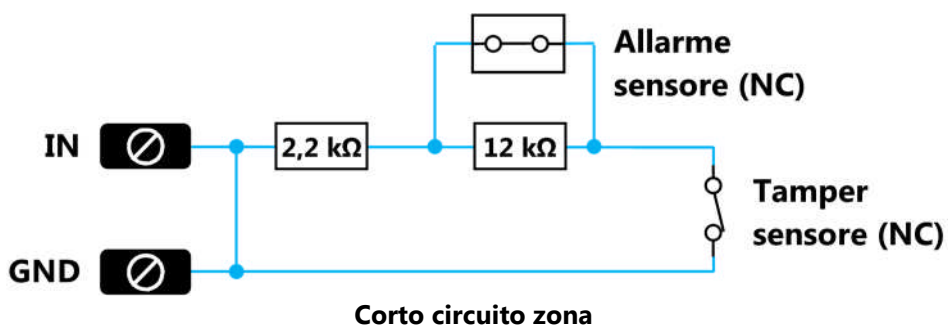 Allarme
sensore (NC)
IN
2,2 kΩ
12 kΩ
Tamper
sensore (NC)
GND
Corto circuito zona